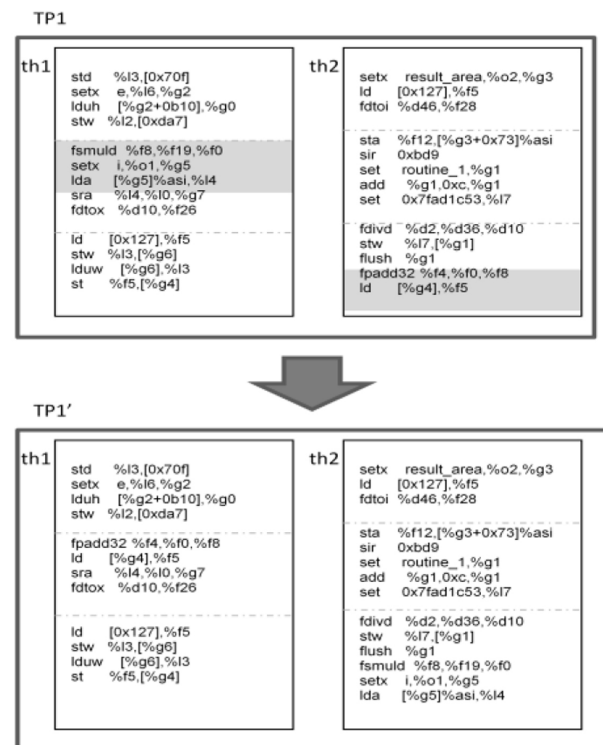 TP1
th1
std %l3,[0x70f]
setx e,%l6,%g2
lduh [%g2+0b10],%g0
stw %l2,[0xda7]
fsmuld %f8,%f19,%f0
setx i,%o1,%g5
lda [%g5]%asi,%l4
sra %l4,%l0,%g7
fdtox %d10,%f26
ld [0x127],%f5
stw %l3,[%g6]
lduw [%g6],%l3
st %f5,[%g4]
th2
setx result_area,%o2,%g3
ld [0x127],%f5
fdtoi %d46,%f28
sta %f12,[%g3+0x73]%asi
sir 0xbd9
set routine_1,%g1
add %g1,0xc,%g1
set 0x7fad1c53,%l7
fdivd %d2,%d36,%d10
stw %l7,[%g1]
flush %g1
fpadd32 %f4,%f0,%f8
ld [%g4],%f5
TP1'
th1
std %l3,[0x70f]
setx e,%l6,%g2
lduh [%g2+0b10],%g0
stw %l2,[0xda7]
fpadd32 %f4,%f0,%f8
ld [%g4],%f5
sra %l4,%l0,%g7
fdtox %d10,%f26
ld [0x127],%f5
stw %l3,[%g6]
lduw [%g6],%l3
st %f5,[%g4]
th2
setx result_area,%o2,%g3
ld [0x127],%f5
fdtoi %d46,%f28
sta %f12,[%g3+0x73]%asi
sir 0xbd9
set routine_1,%g1
add %g1,0xc,%g1
set 0x7fad1c53,%l7
fdivd %d2,%d36,%d10
stw %l7,[%g1]
flush %g1
fsmuld %f8,%f19,%f0
setx i,%o1,%g5
lda [%g5]%asi,%l4